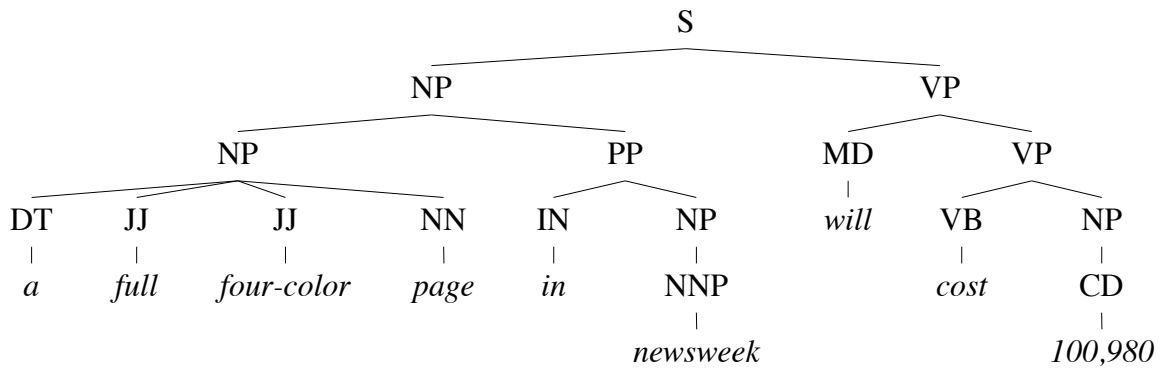 S
NP VP
NP PP MD VP
DT JJ JJ NN IN NP will VB NP
a full four-color page in NNP cost CD
newsweek 100,980